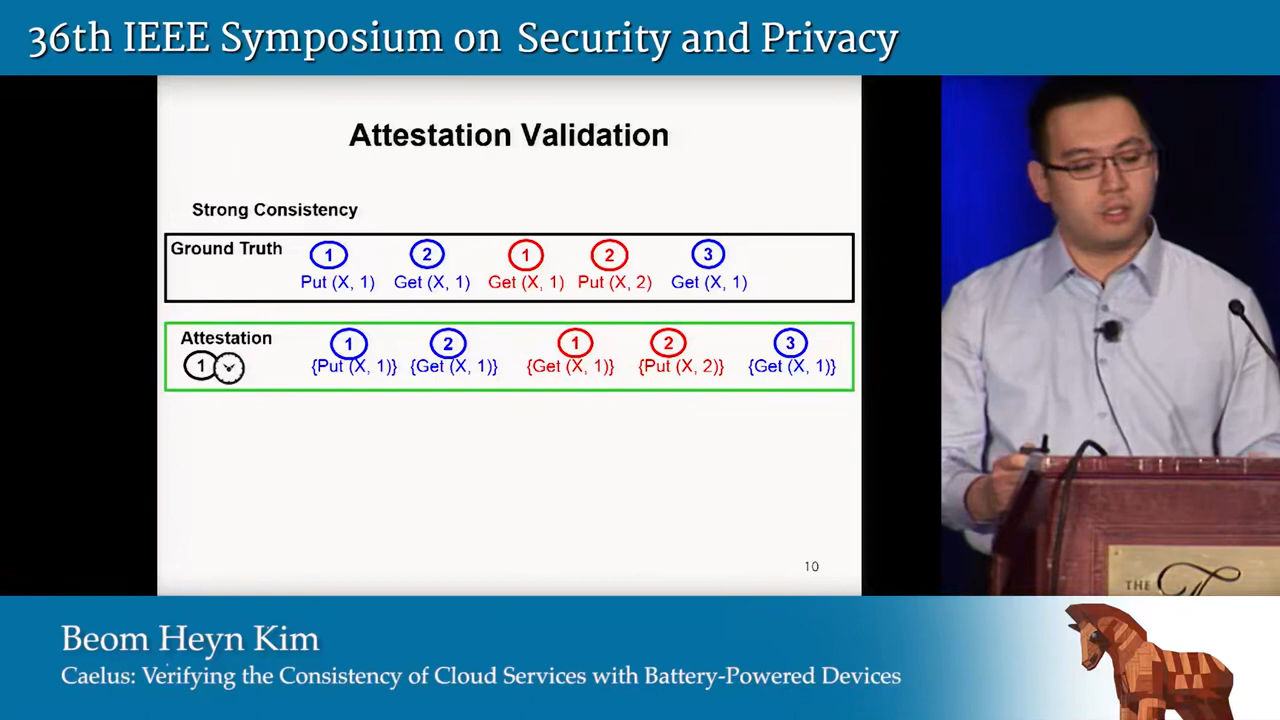 36th IEEE Symposium on Security and Privacy
Attestation Validation
Strong Consistency
Ground Truth
1 2 1 2 3
Put (X, 1) Get (X, 1) Get (X, 1) Put (X, 2) Get (X, 1)
Attestation
1 1 2 1 2 3
{Put (X, 1)} {Get (X, 1)} {Get (X, 1)} {Put (X, 2)} {Get (X, 1)}
10
THE
Beom Heyn Kim
Caelus: Verifying the Consistency of Cloud Services with Battery-Powered Devices